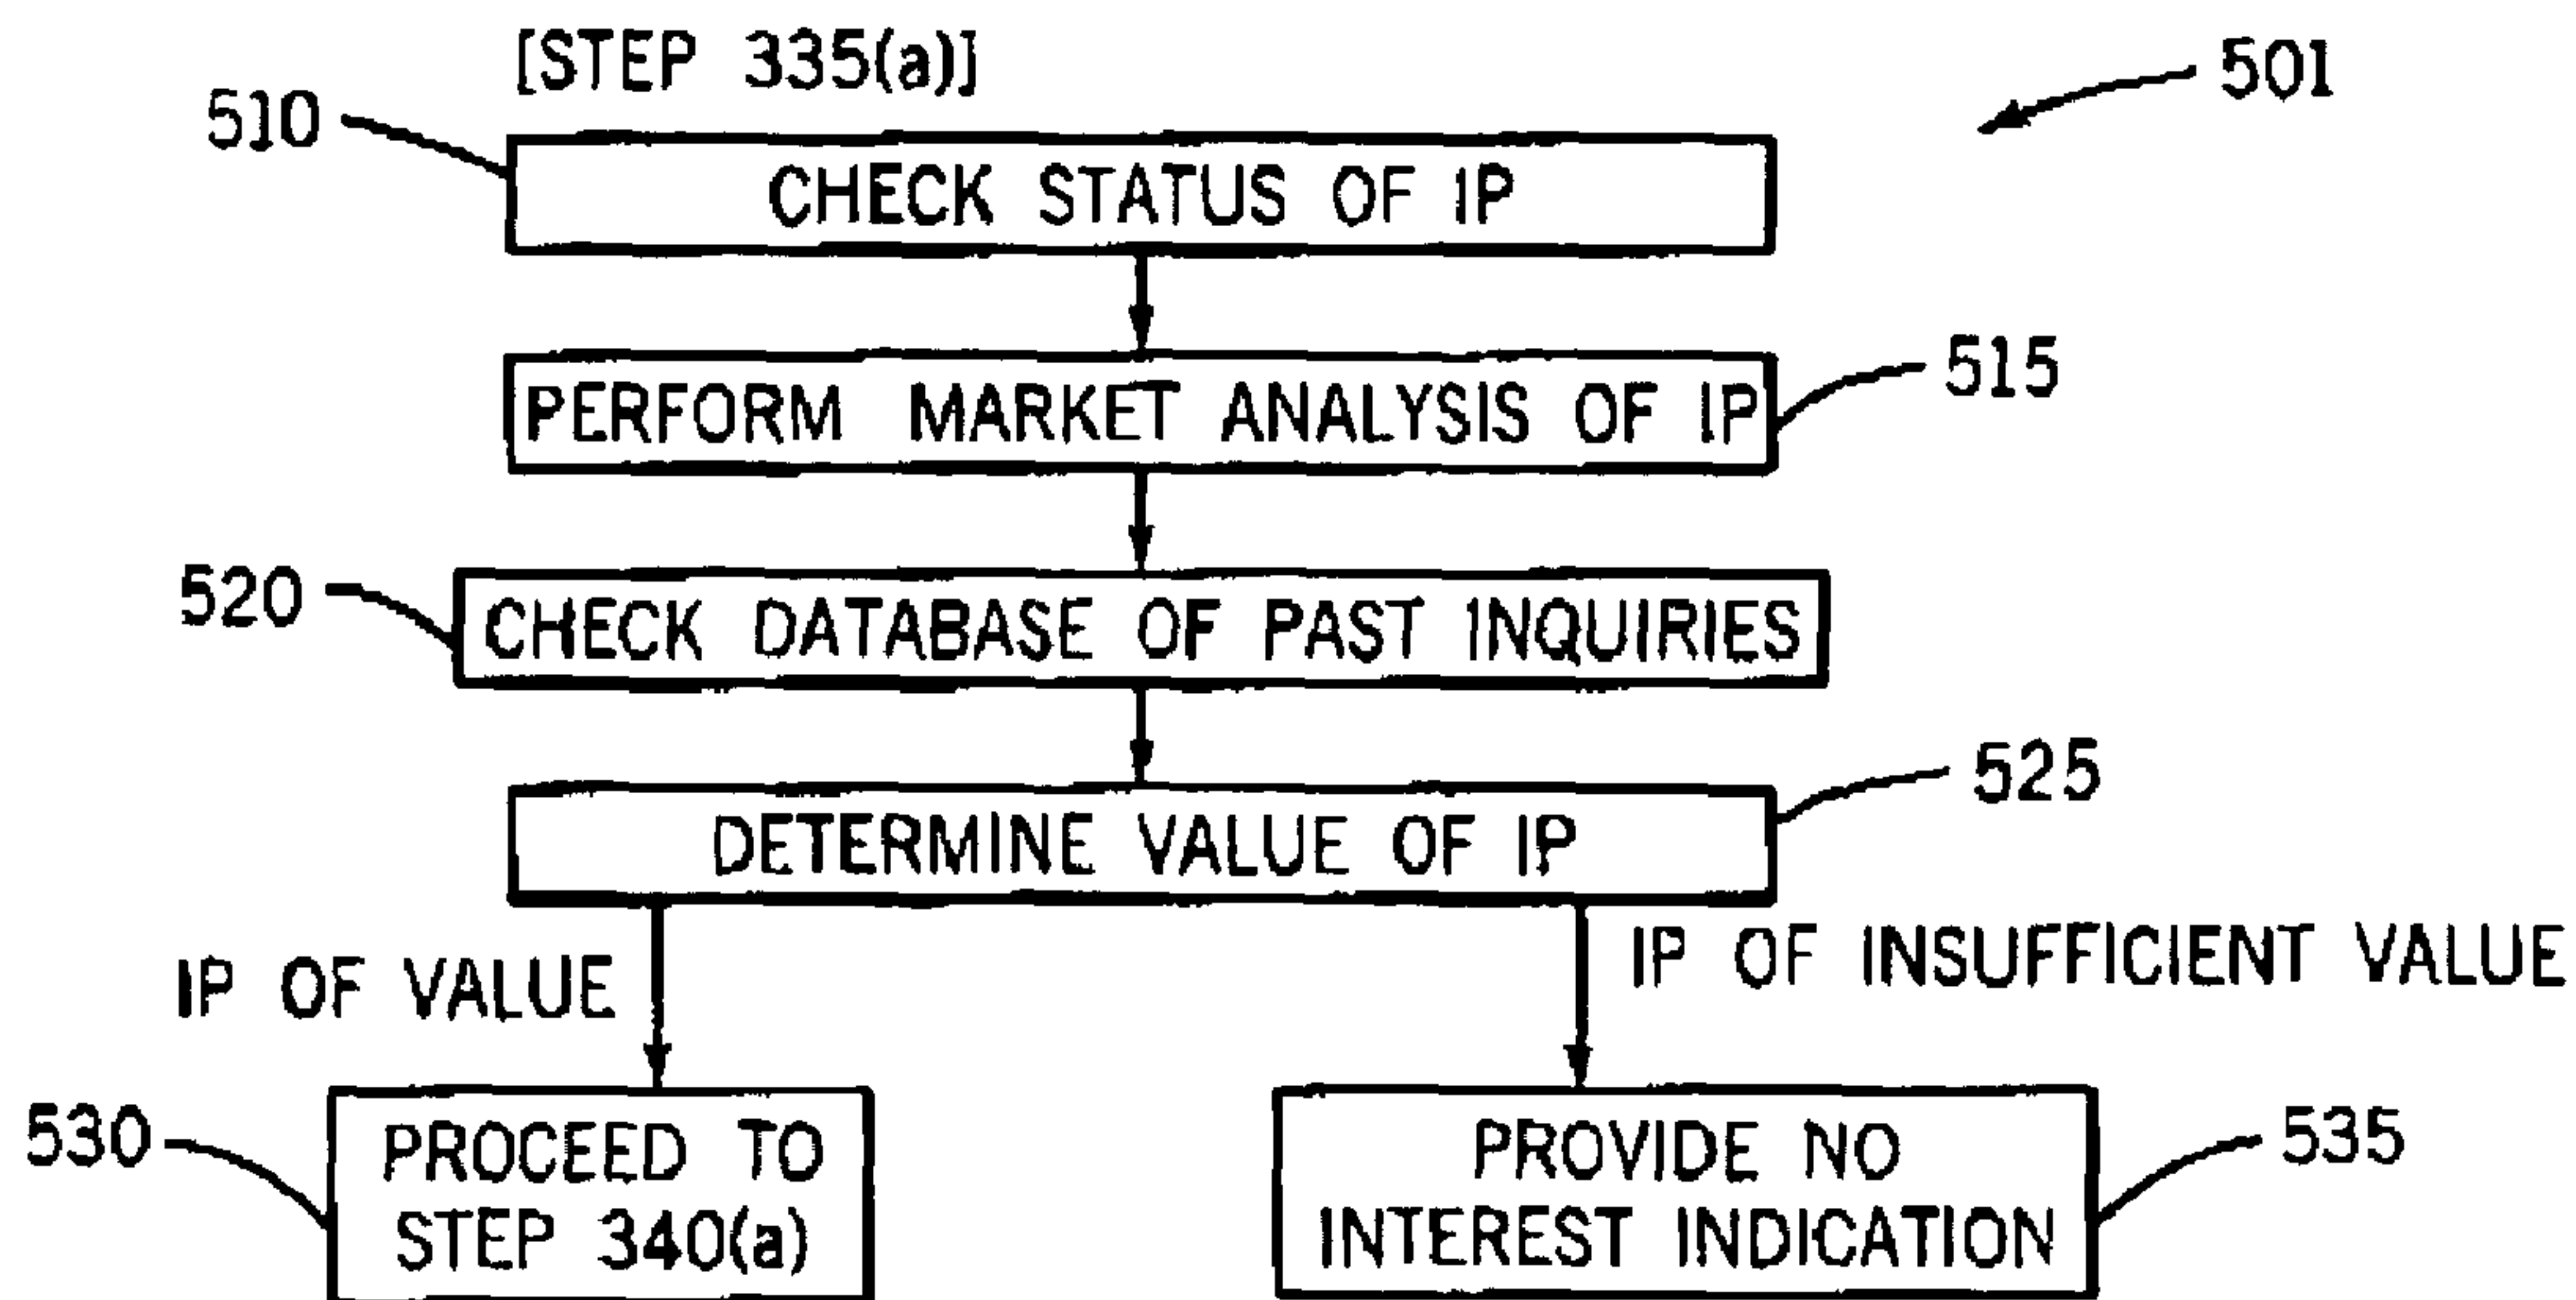 [STEP 335(a)]
501
510
CHECK STATUS OF IP
PERFORM MARKET ANALYSIS OF IP
515
520
CHECK DATABASE OF PAST INQUIRIES
525
DETERMINE VALUE OF IP
IP OF VALUE
IP OF INSUFFICIENT VALUE
530
PROCEED TO
STEP 340(a)
PROVIDE NO
INTEREST INDICATION
535